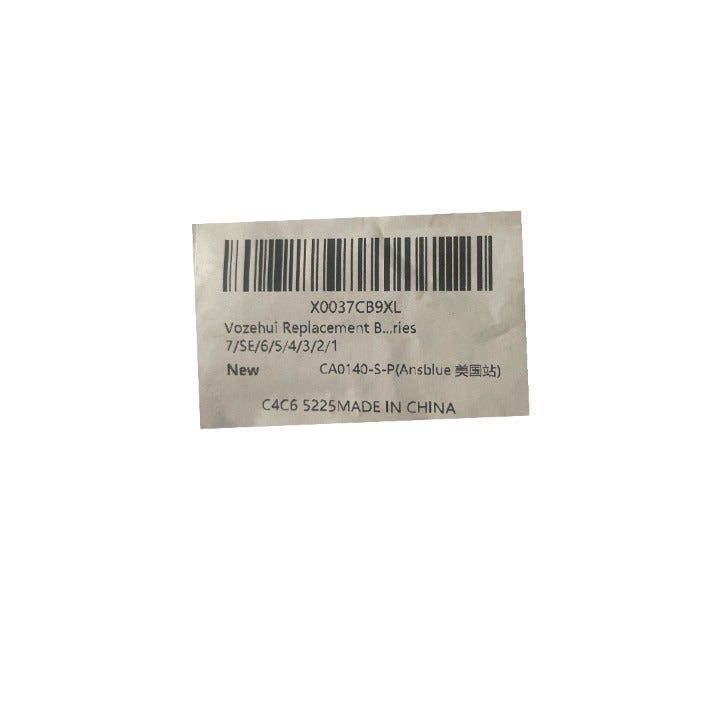 X0037CB9XL
Vozehui Replacement B...ries
7/SE/6/5/4/3/2/1
New CA0140-S-P(Ansblue 美国站)
C4C6 5225MADE IN CHINA